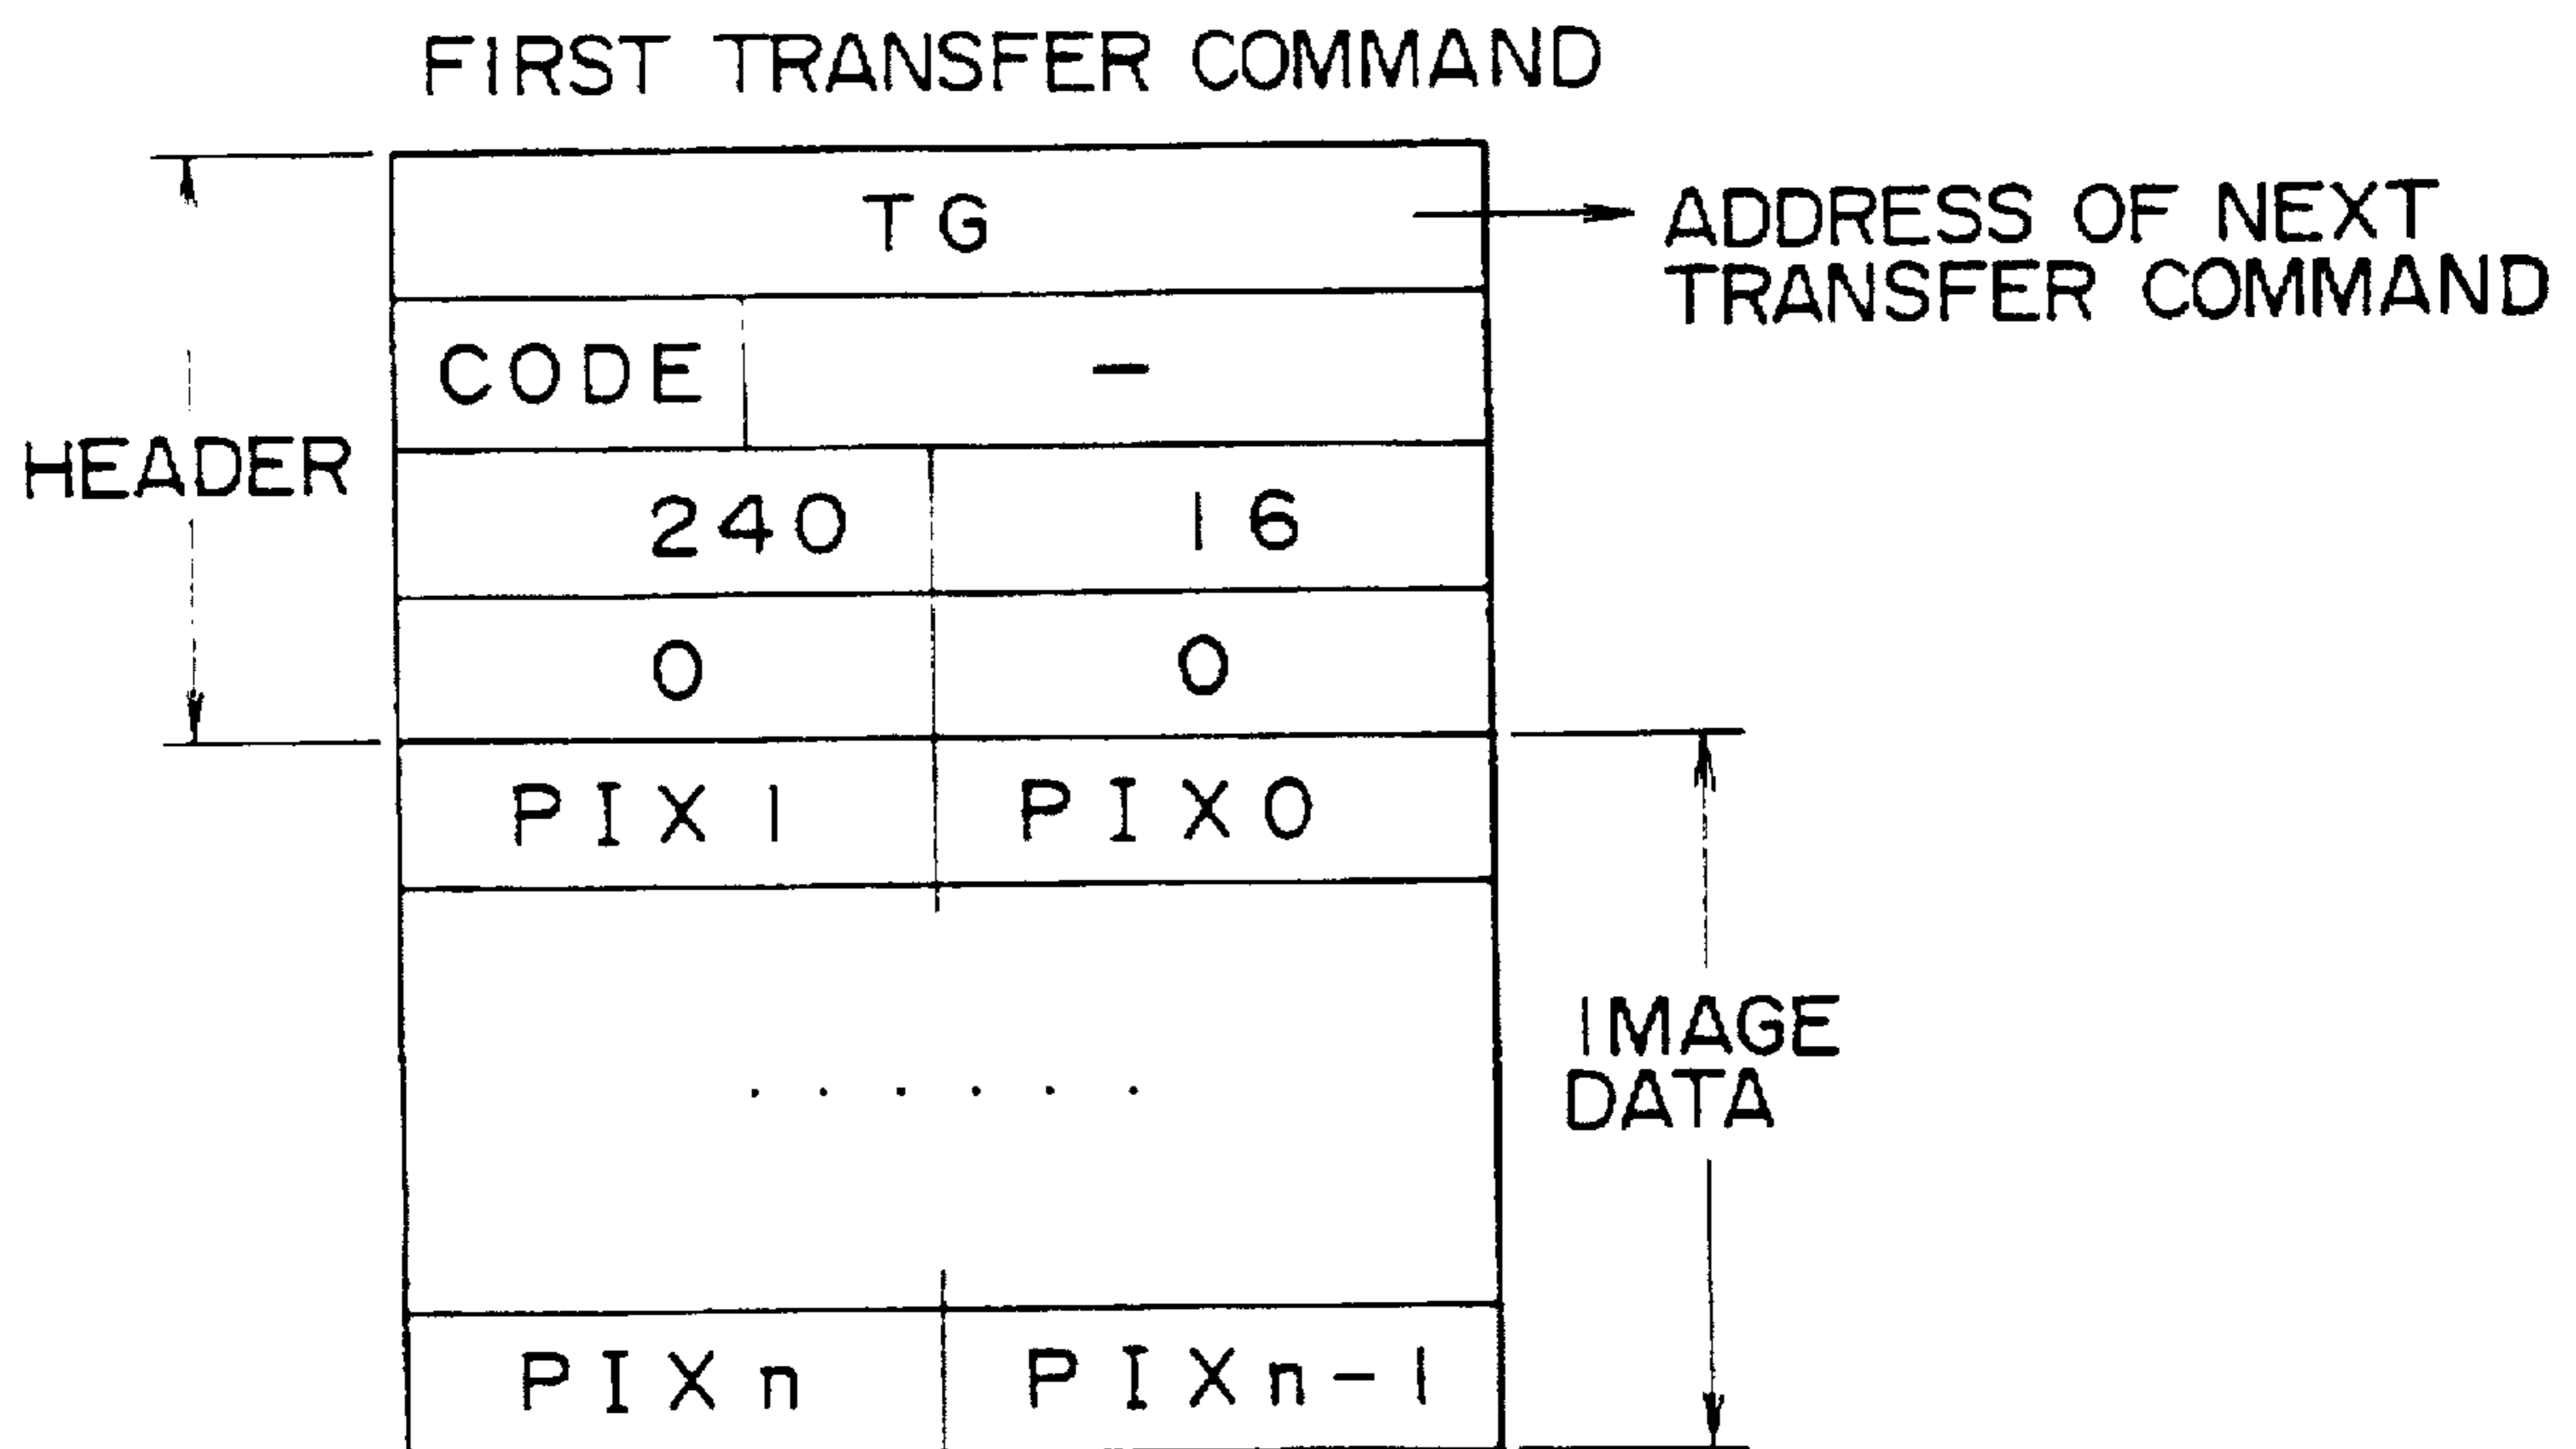 FIRST TRANSFER COMMAND
TG
ADDRESS OF NEXT
TRANSFER COMMAND
CODE -
HEADER
240 16
0 0
PIX1 PIX0
......
IMAGE
DATA
PIXn PIXn-1